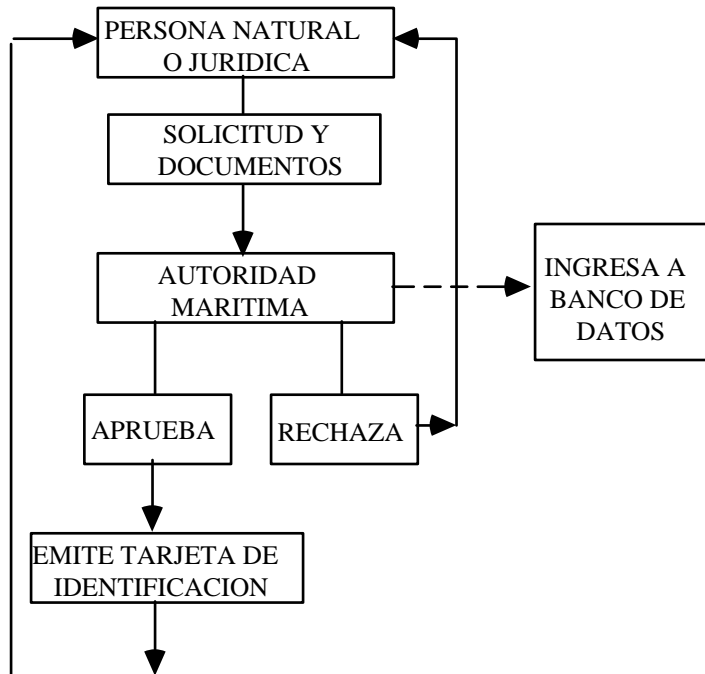 PERSONA NATURAL
O JURIDICA
SOLICITUD Y
DOCUMENTOS
AUTORIDAD
MARITIMA
INGRESA A
BANCO DE
DATOS
APRUEBA
RECHAZA
EMITE TARJETA DE
IDENTIFICACION